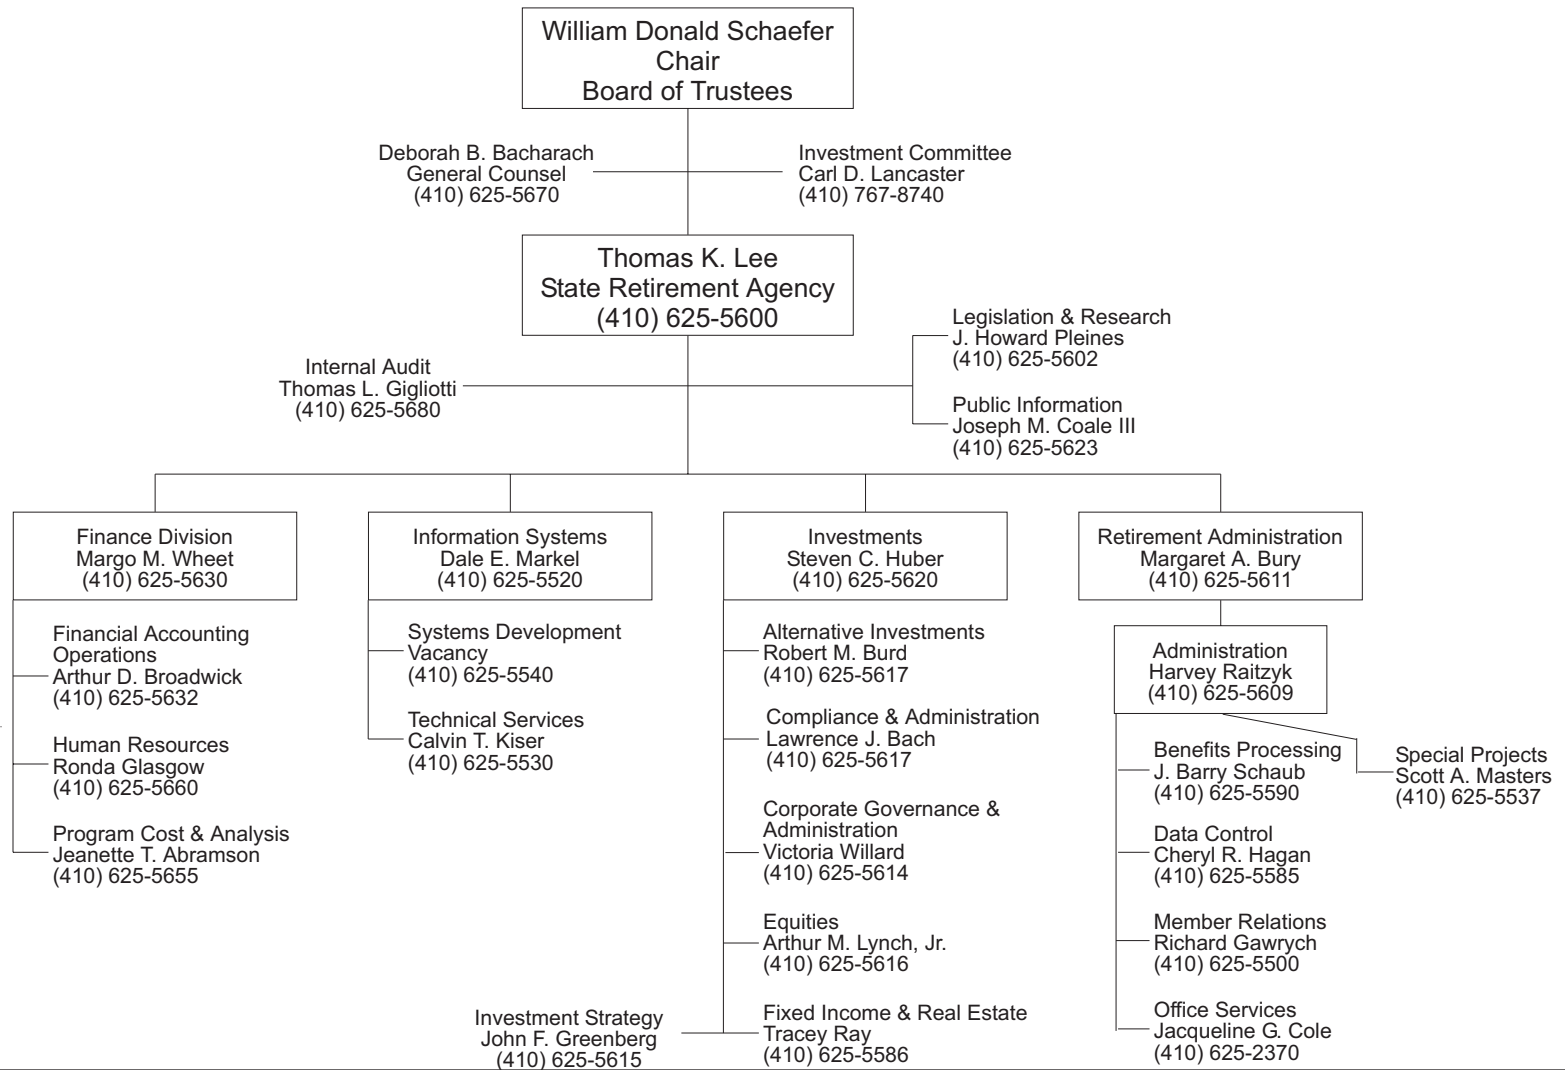 William Donald Schaefer
Chair
Board of Trustees
Deborah B. Bacharach
General Counsel
(410) 625-5670
Investment Committee
Carl D. Lancaster
(410) 767-8740
Thomas K. Lee
State Retirement Agency
(410) 625-5600
Legislation & Research
J. Howard Pleines
(410) 625-5602
Internal Audit
Thomas L. Gigliotti
(410) 625-5680
Public Information
Joseph M. Coale III
(410) 625-5623
Finance Division
Margo M. Wheet
(410) 625-5630
Financial Accounting
Operations
Arthur D. Broadwick
(410) 625-5632
Human Resources
Ronda Glasgow
(410) 625-5660
Program Cost & Analysis
Jeanette T. Abramson
(410) 625-5655
Information Systems
Dale E. Markel
(410) 625-5520
Systems Development
Vacancy
(410) 625-5540
Technical Services
Calvin T. Kiser
(410) 625-5530
Investments
Steven C. Huber
(410) 625-5620
Alternative Investments
Robert M. Burd
(410) 625-5617
Compliance & Administration
Lawrence J. Bach
(410) 625-5617
Corporate Governance &
Administration
Victoria Willard
(410) 625-5614
Equities
Arthur M. Lynch, Jr.
(410) 625-5616
Investment Strategy
John F. Greenberg
(410) 625-5615
Fixed Income & Real Estate
Tracey Ray
(410) 625-5586
Retirement Administration
Margaret A. Bury
(410) 625-5611
Administration
Harvey Raitzyk
(410) 625-5609
Benefits Processing
J. Barry Schaub
(410) 625-5590
Special Projects
Scott A. Masters
(410) 625-5537
Data Control
Cheryl R. Hagan
(410) 625-5585
Member Relations
Richard Gawrych
(410) 625-5500
Office Services
Jacqueline G. Cole
(410) 625-2370